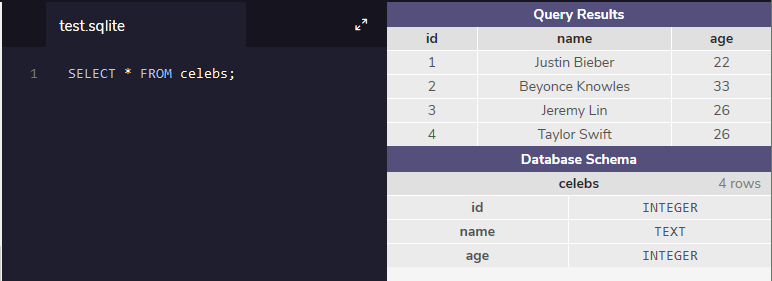 test.sqlite
1 SELECT * FROM celebs;
Query Results
id name age
1 Justin Bieber 22
2 Beyonce Knowles 33
3 Jeremy Lin 26
4 Taylor Swift 26
Database Schema
celebs 4 rows
id INTEGER
name TEXT
age INTEGER